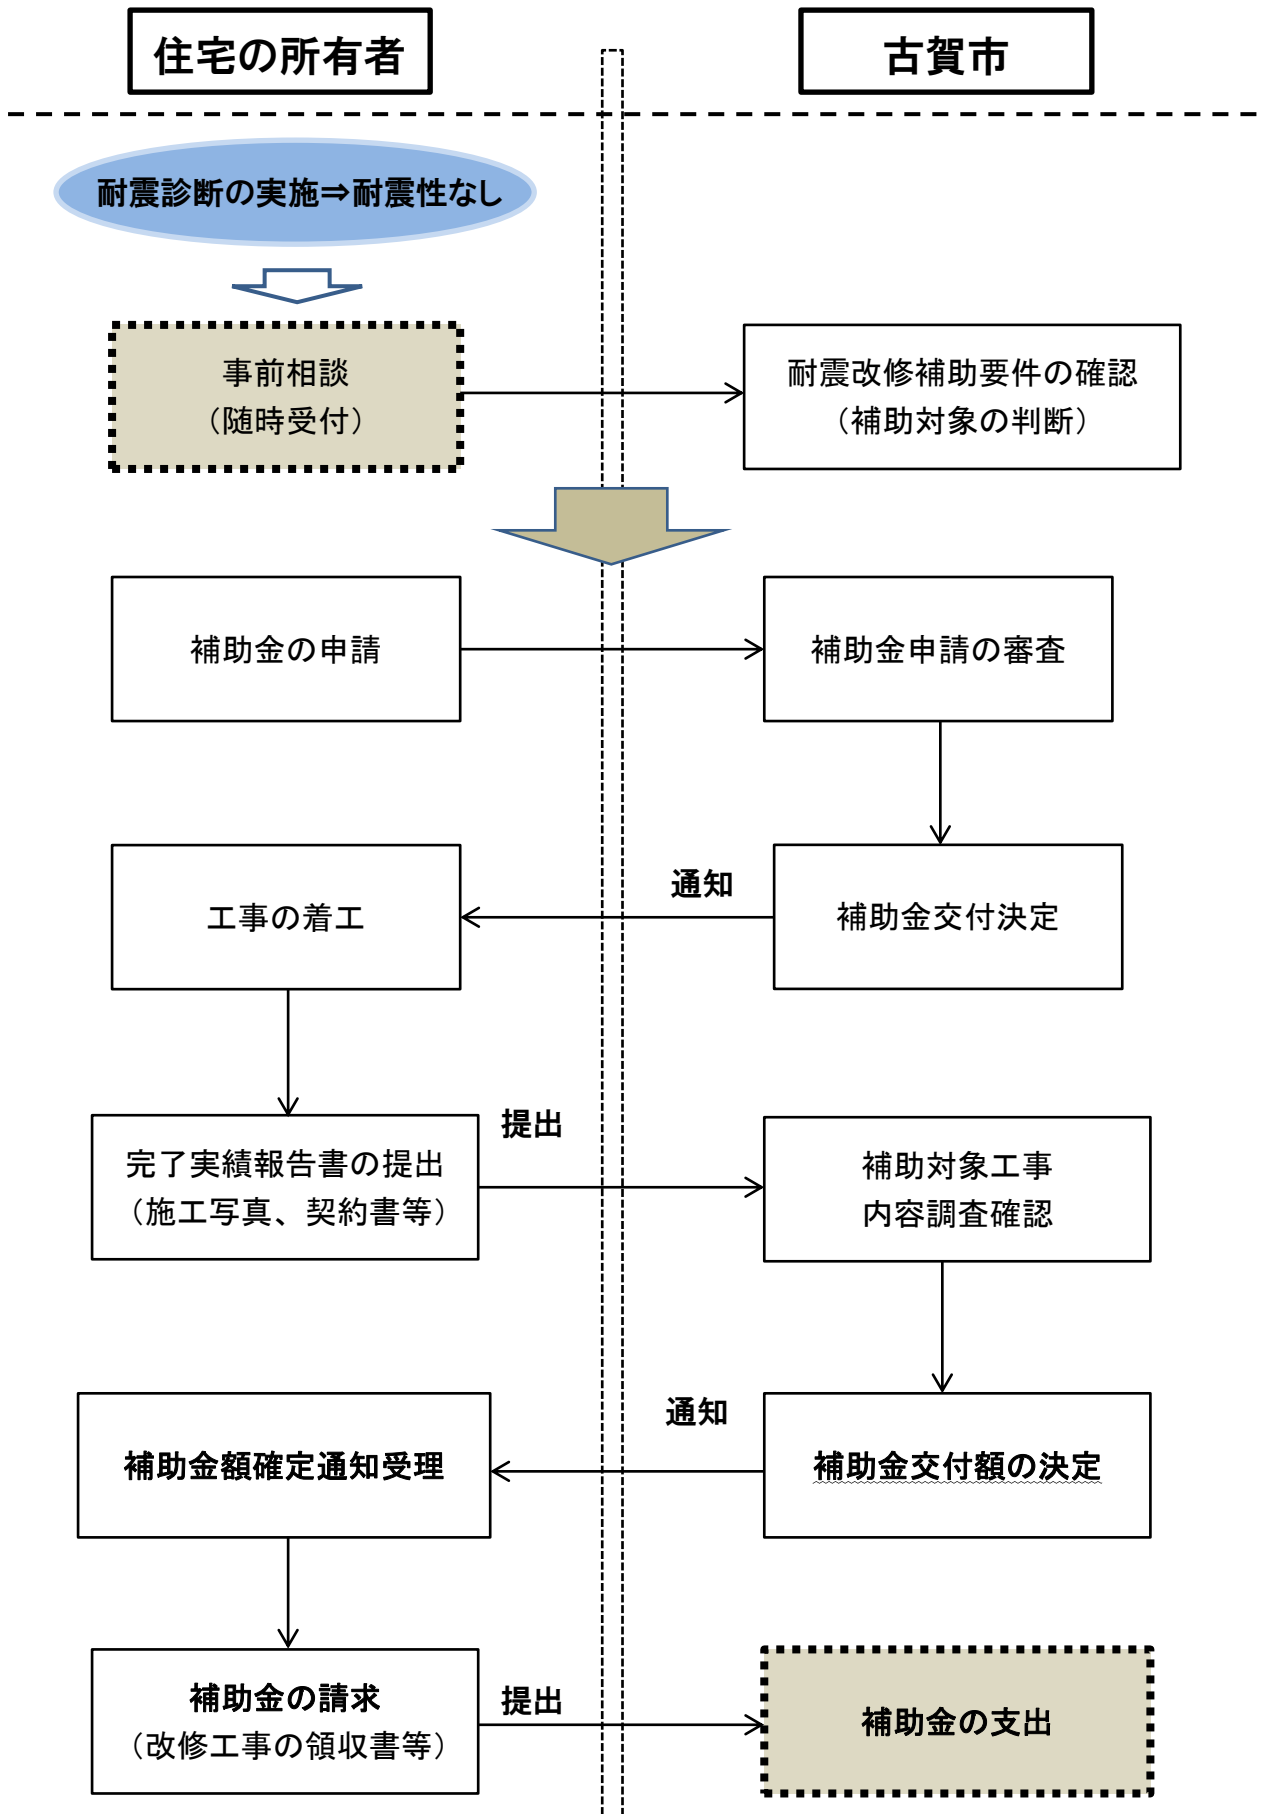 住宅の所有者
古賀市
耐震診断の実施⇒耐震性なし
事前相談
（随時受付）
耐震改修補助要件の確認
（補助対象の判断）
補助金の申請
補助金申請の審査
通知
工事の着工
補助金交付決定
提出
完了実績報告書の提出
（施工写真、契約書等）
補助対象工事
内容調査確認
通知
補助金額確定通知受理
補助金交付額の決定
補助金の請求
（改修工事の領収書等）
提出
補助金の支出